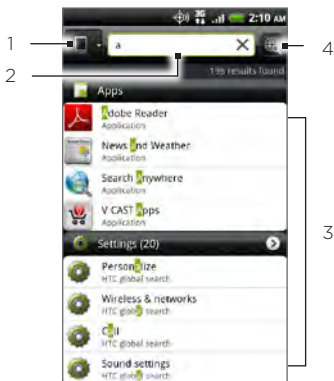 3G 2:10 AM
1
a
4
2
195 results found
Apps
Adobe Reader
Application
News and Weather
Application
Search Anywhere
Application
V CAST Apps
Application
3
Settings (20)
Personalize
HTC global search
Wireless & networks
HTC global search
Call
HTC global search
Sound settings
HTC global search